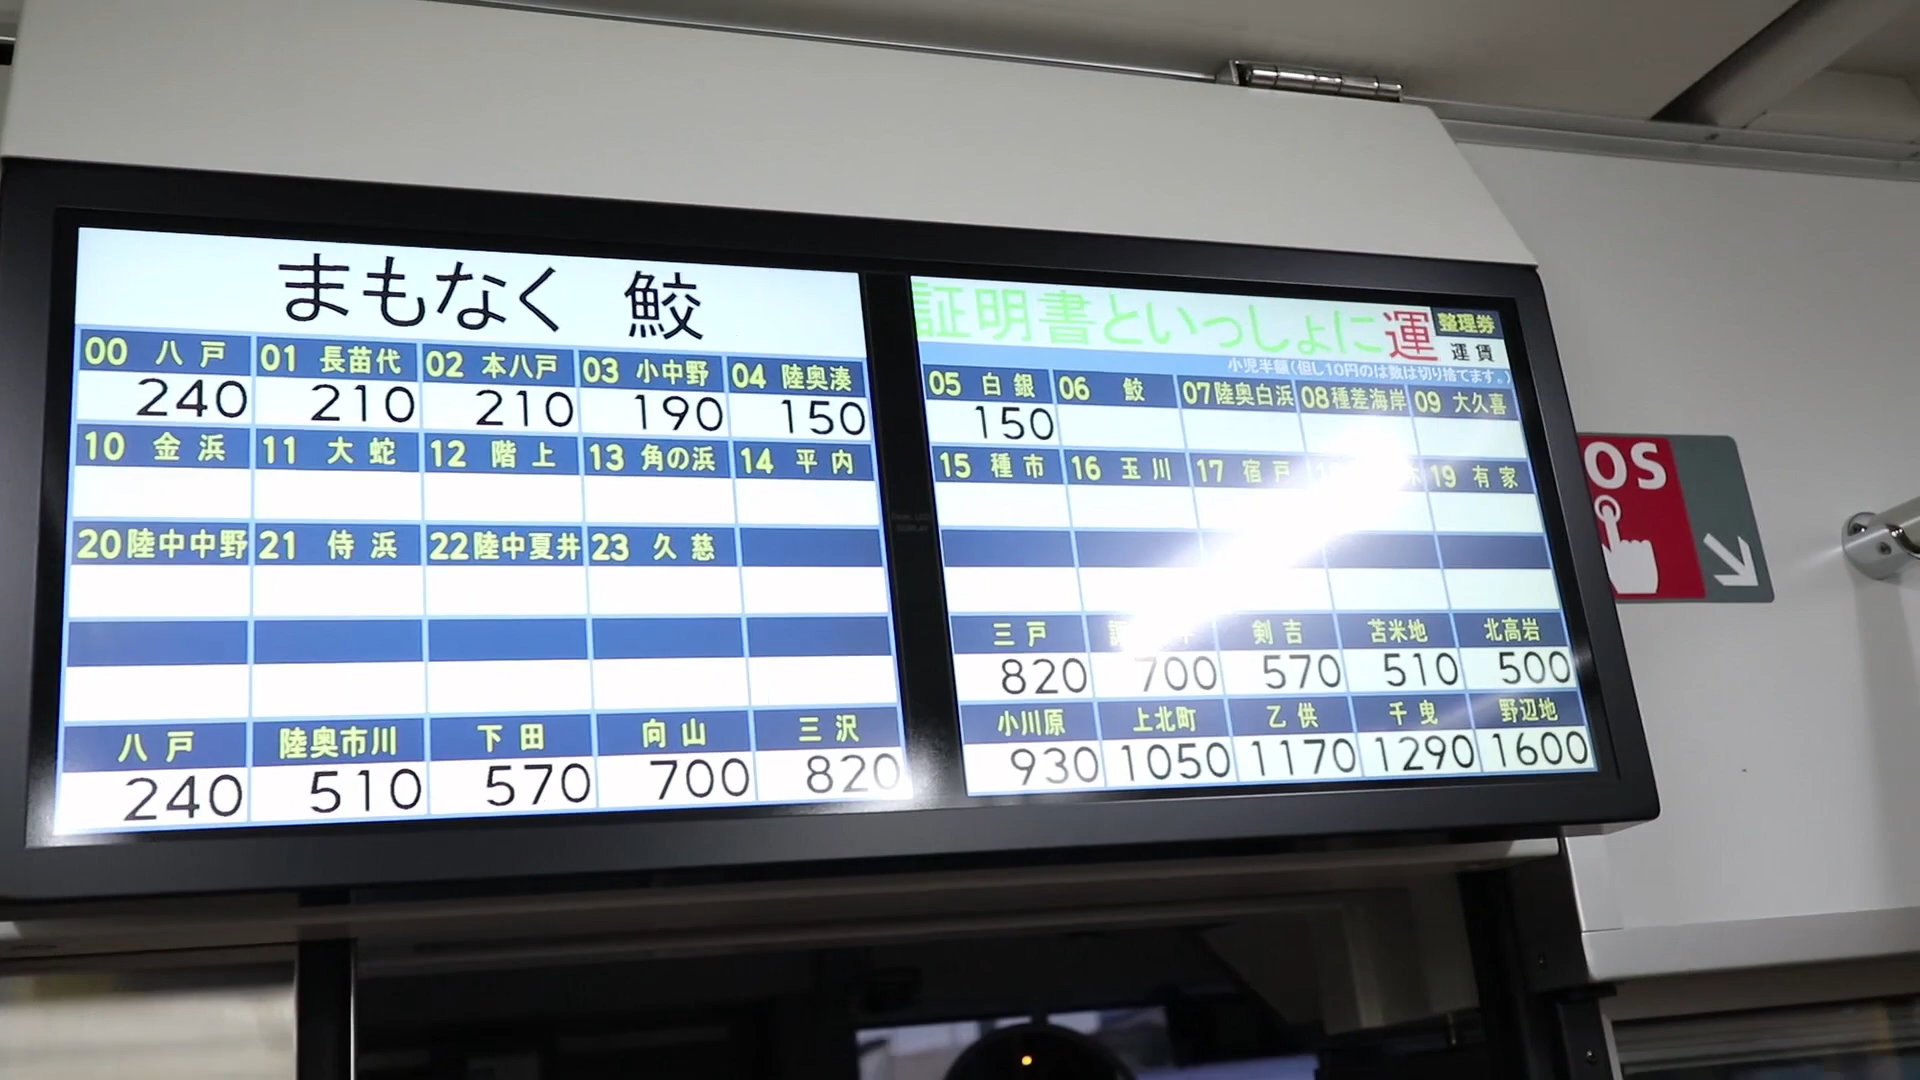 まもなく 鮫
00 八戸 01 長苗代 02 本八戸 03 小中野 04 陸奥湊
240 210 210 190 150
10 金浜 11 大蛇 12 階上 13 角の浜 14 平内
20 陸中中野 21 侍浜 22 陸中夏井 23 久慈
八戸 陸奥市川 下田 向山 三沢
240 510 570 700 820
証明書といっしょに運
整理券
運賃
小児半額(但し10円のは数は切り捨てます。)
05 白銀 06 鮫 07 陸奥白浜 08 種差海岸 09 大久喜
150
15 種市 16 玉川 17 宿戸 19 有家
三戸 剣吉 苫米地 北高岩
820 700 570 510 500
小川原 上北町 乙供 千曳 野辺地
930 1050 1170 1290 1600
OS